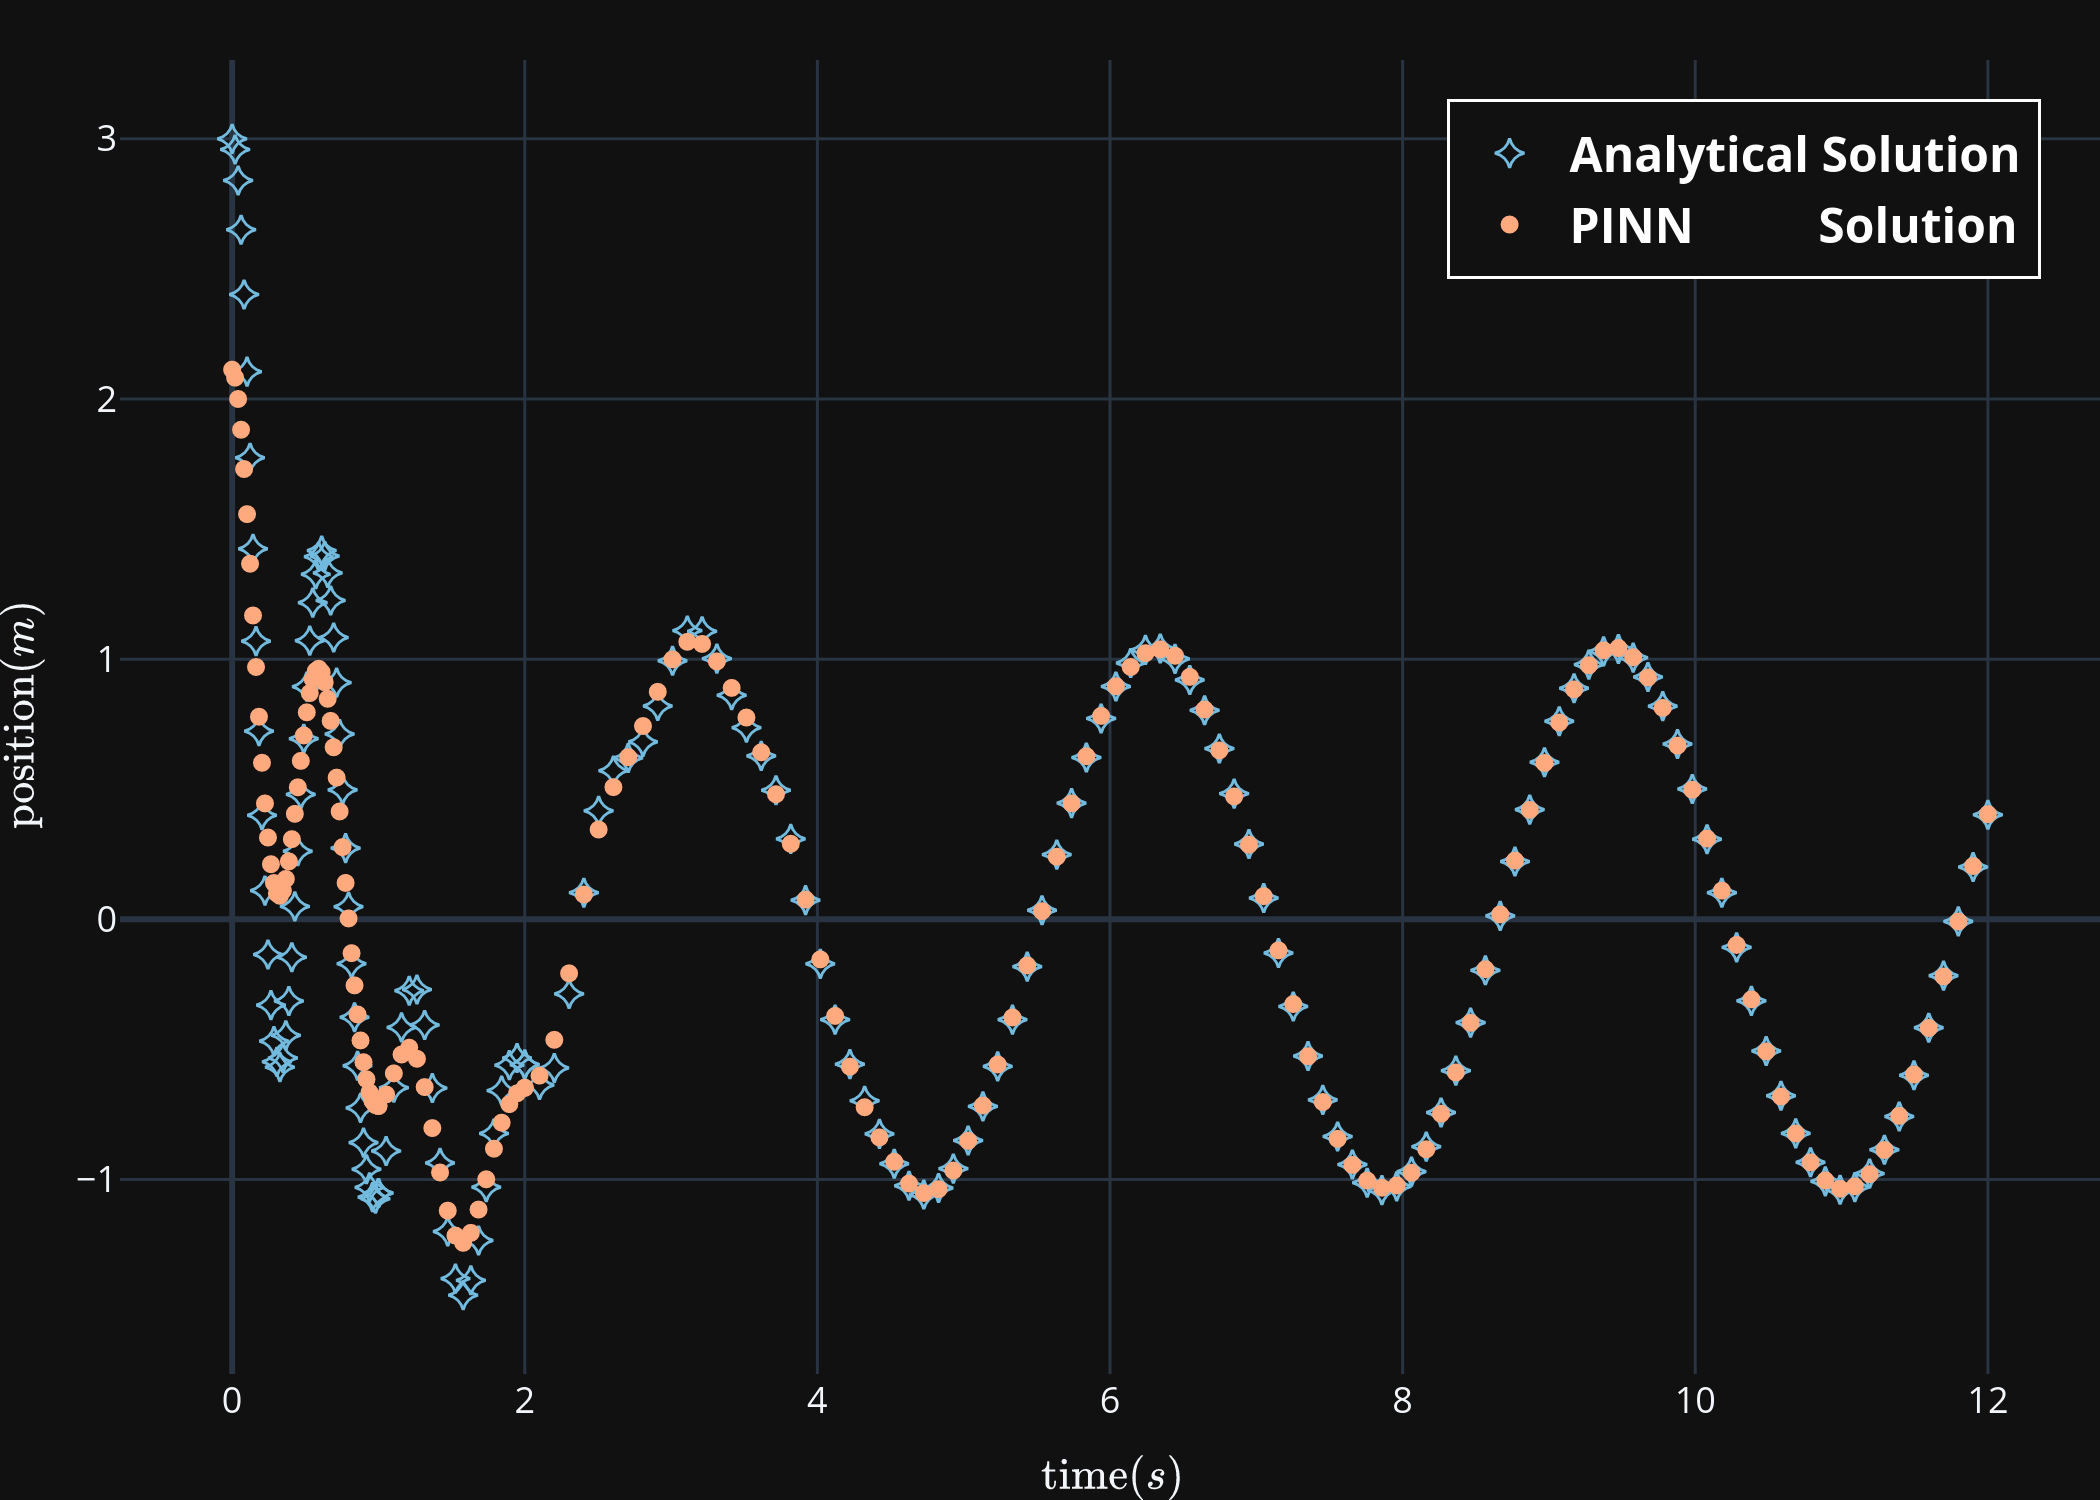 3
2
1
0
−1
position(m)
Analytical Solution
PINN Solution
0 2 4 6 8 10 12
time(s)